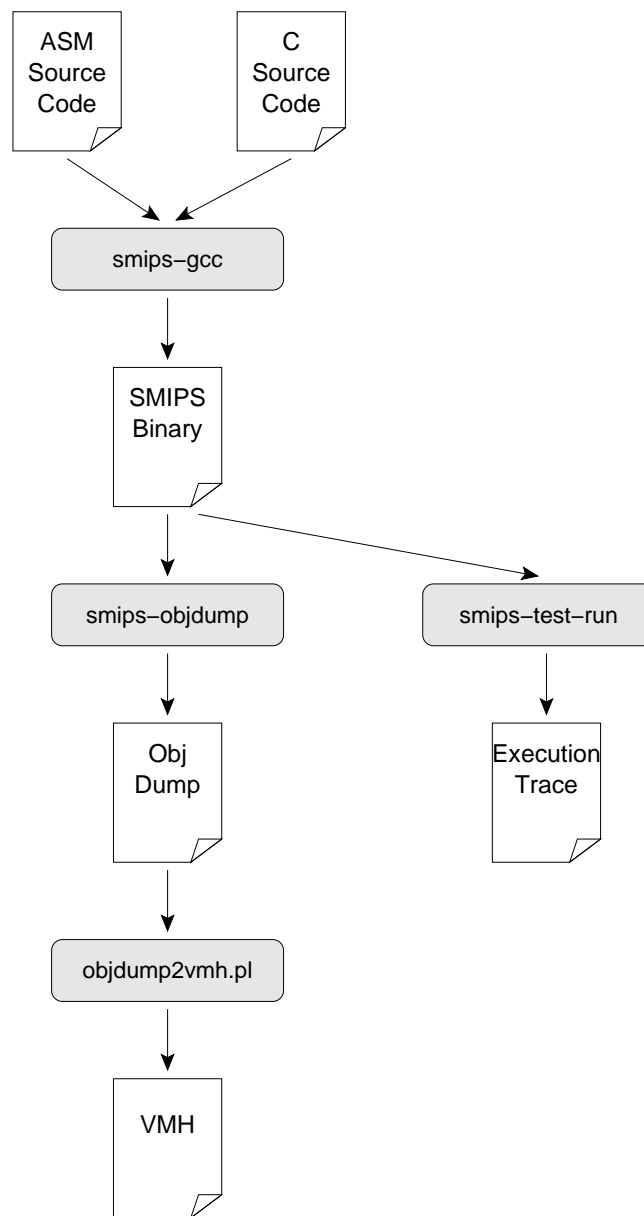 ASM
Source
Code
C
Source
Code
smips−gcc
SMIPS
Binary
smips−objdump
smips−test−run
Obj
Dump
Execution
Trace
objdump2vmh.pl
VMH